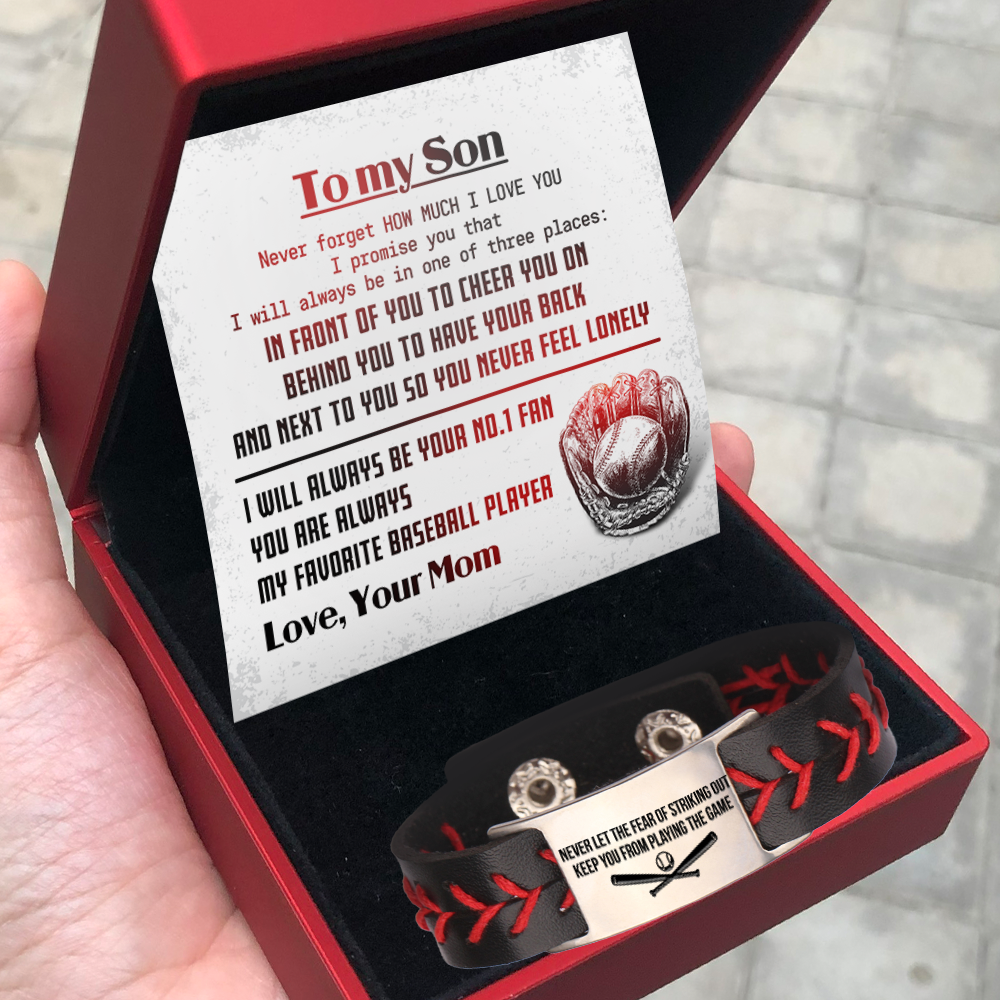 To my Son
Never forget HOW MUCH I LOVE YOU
I promise you that
I will always be in one of three places:
IN FRONT OF YOU TO CHEER YOU ON
BEHIND YOU TO HAVE YOUR BACK
AND NEXT TO YOU SO YOU NEVER FEEL LONELY
I WILL ALWAYS BE YOUR NO.1 FAN
YOU ARE ALWAYS
MY FAVORITE BASEBALL PLAYER
Love, Your Mom
NEVER LET THE FEAR OF STRIKING OUT
KEEP YOU FROM PLAYING THE GAME